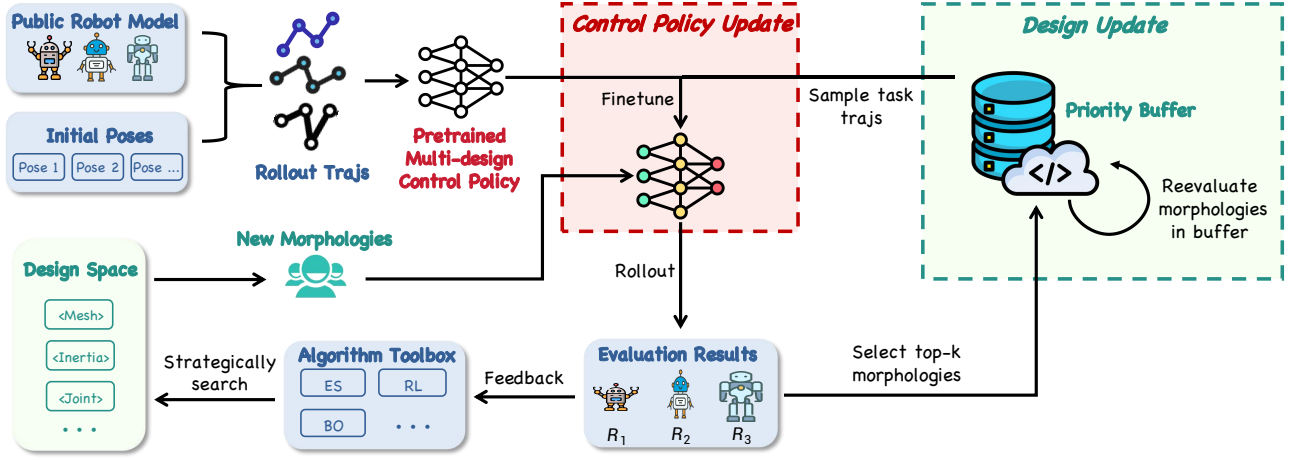 Public Robot Model
Initial Poses
Pose 1
Pose 2
Pose ...
Rollout Trajs
Pretrained
Multi-design
Control Policy
Control Policy Update
Finetune
Rollout
Sample task
trajs
Design Update
Priority Buffer
</>
Reevaluate
morphologies
in buffer
New Morphologies
Design Space
<Mesh>
<Inertia>
<Joint>
...
Strategically
search
Algorithm Toolbox
ES
RL
BO
...
Feedback
Evaluation Results
R1
R2
R3
Select top-k
morphologies